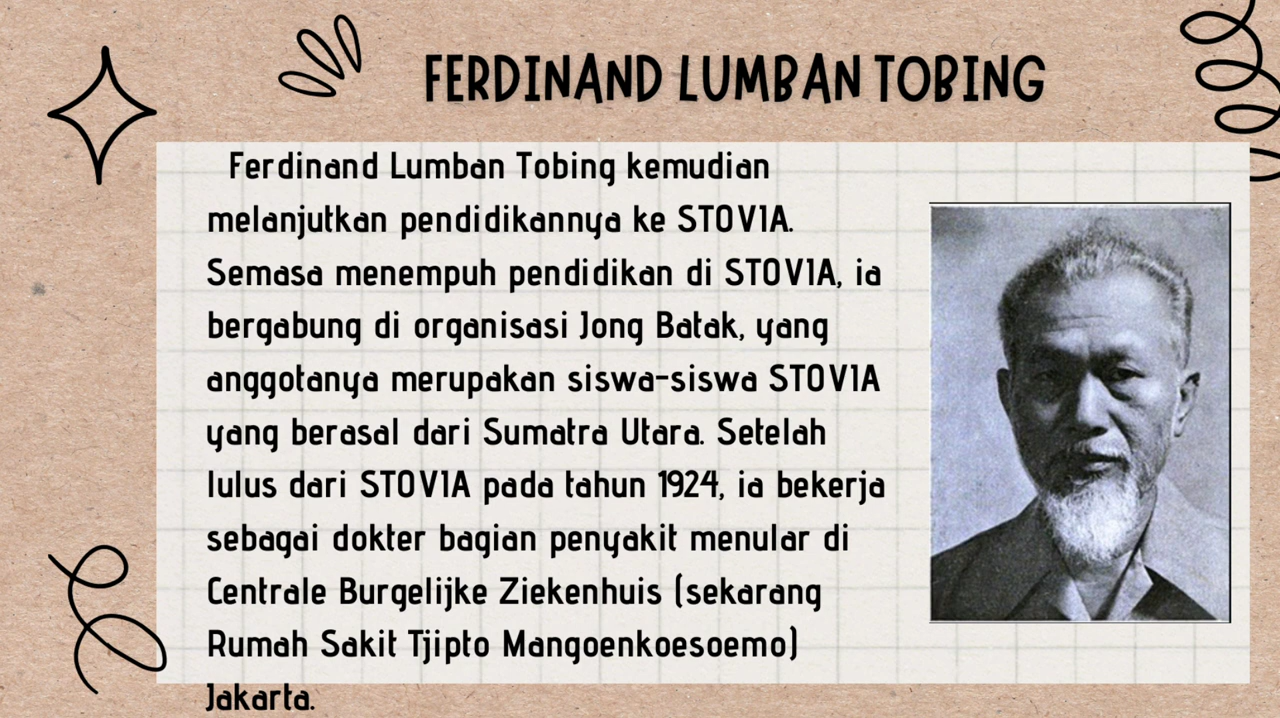 FERDINAND LUMBAN TOBING
Ferdinand Lumban Tobing kemudian
melanjutkan pendidikannya ke STOVIA.
Semasa menempuh pendidikan di STOVIA, ia
bergabung di organisasi Jong Batak, yang
anggotanya merupakan siswa-siswa STOVIA
yang berasal dari Sumatra Utara. Setelah
lulus dari STOVIA pada tahun 1924, ia bekerja
sebagai dokter bagian penyakit menular di
Centrale Burgelijke Ziekenhuis (sekarang
Rumah Sakit Tjipto Mangoenkoesoemo)
Jakarta.